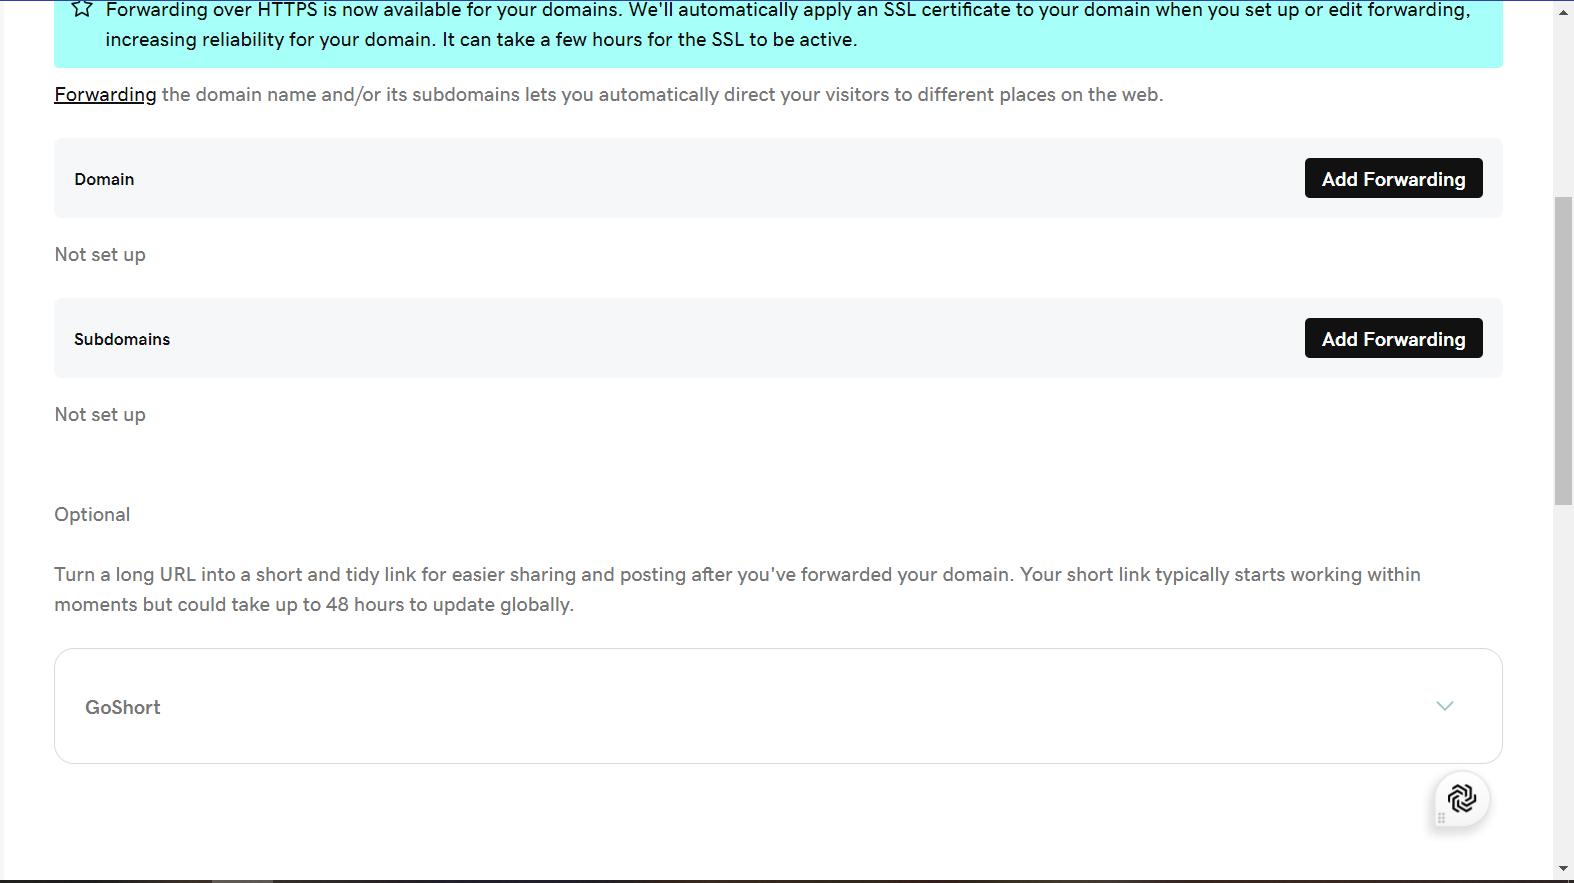 Forwarding over HTTPS is now available for your domains. We'll automatically apply an SSL certificate to your domain when you set up or edit forwarding,
increasing reliability for your domain. It can take a few hours for the SSL to be active.
Forwarding the domain name and/or its subdomains lets you automatically direct your visitors to different places on the web.
Domain
Add Forwarding
Not set up
Subdomains
Add Forwarding
Not set up
Optional
Turn a long URL into a short and tidy link for easier sharing and posting after you've forwarded your domain. Your short link typically starts working within
moments but could take up to 48 hours to update globally.
GoShort